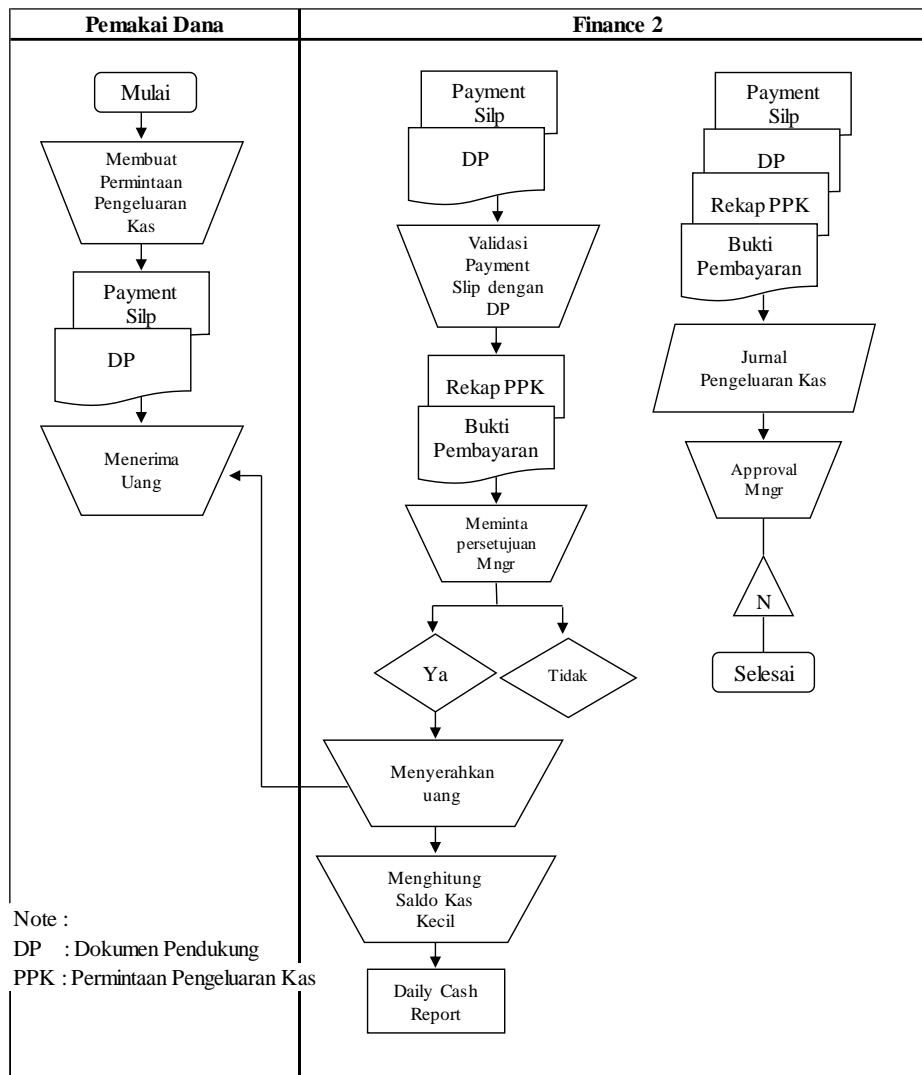 Pemakai Dana
Finance 2
Mulai
Membuat
Permintaan
Pengeluaran
Kas
Payment
Silp
DP
Menerima
Uang
Payment
Silp
DP
Validasi
Payment
Slip dengan
DP
Rekap PPK
Bukti
Pembayaran
Meminta
persetujuan
Mngr
Ya
Tidak
Menyerahkan
uang
Menghitung
Saldo Kas
Kecil
Daily Cash
Report
Payment
Silp
DP
Rekap PPK
Bukti
Pembayaran
Jurnal
Pengeluaran Kas
Approval
Mngr
N
Selesai
Note :
DP : Dokumen Pendukung
PPK : Permintaan Pengeluaran Kas